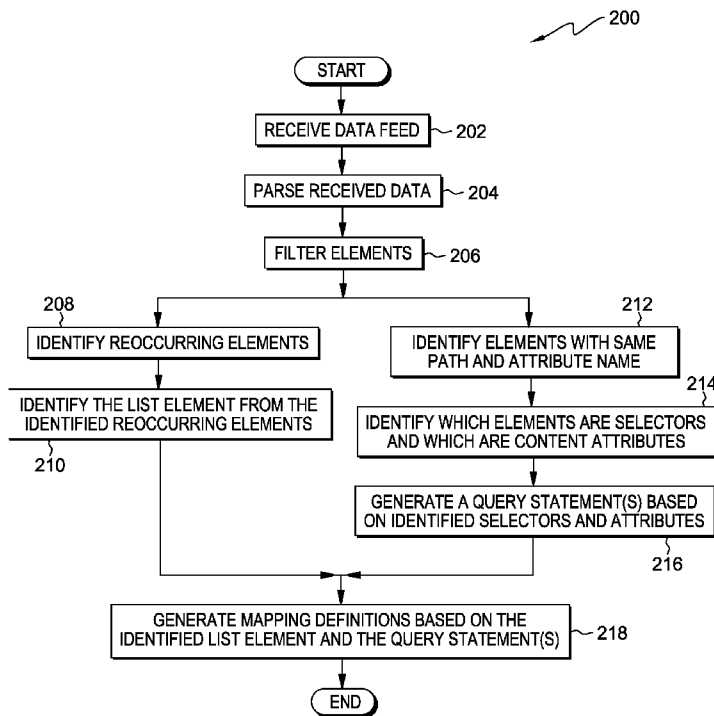 200
START
RECEIVE DATA FEED
202
PARSE RECEIVED DATA
204
FILTER ELEMENTS
206
208
IDENTIFY REOCCURRING ELEMENTS
IDENTIFY THE LIST ELEMENT FROM THE
IDENTIFIED REOCCURRING ELEMENTS
210
212
IDENTIFY ELEMENTS WITH SAME
PATH AND ATTRIBUTE NAME
214
IDENTIFY WHICH ELEMENTS ARE SELECTORS
AND WHICH ARE CONTENT ATTRIBUTES
GENERATE A QUERY STATEMENT(S) BASED
ON IDENTIFIED SELECTORS AND ATTRIBUTES
216
GENERATE MAPPING DEFINITIONS BASED ON THE
IDENTIFIED LIST ELEMENT AND THE QUERY STATEMENT(S)
218
END